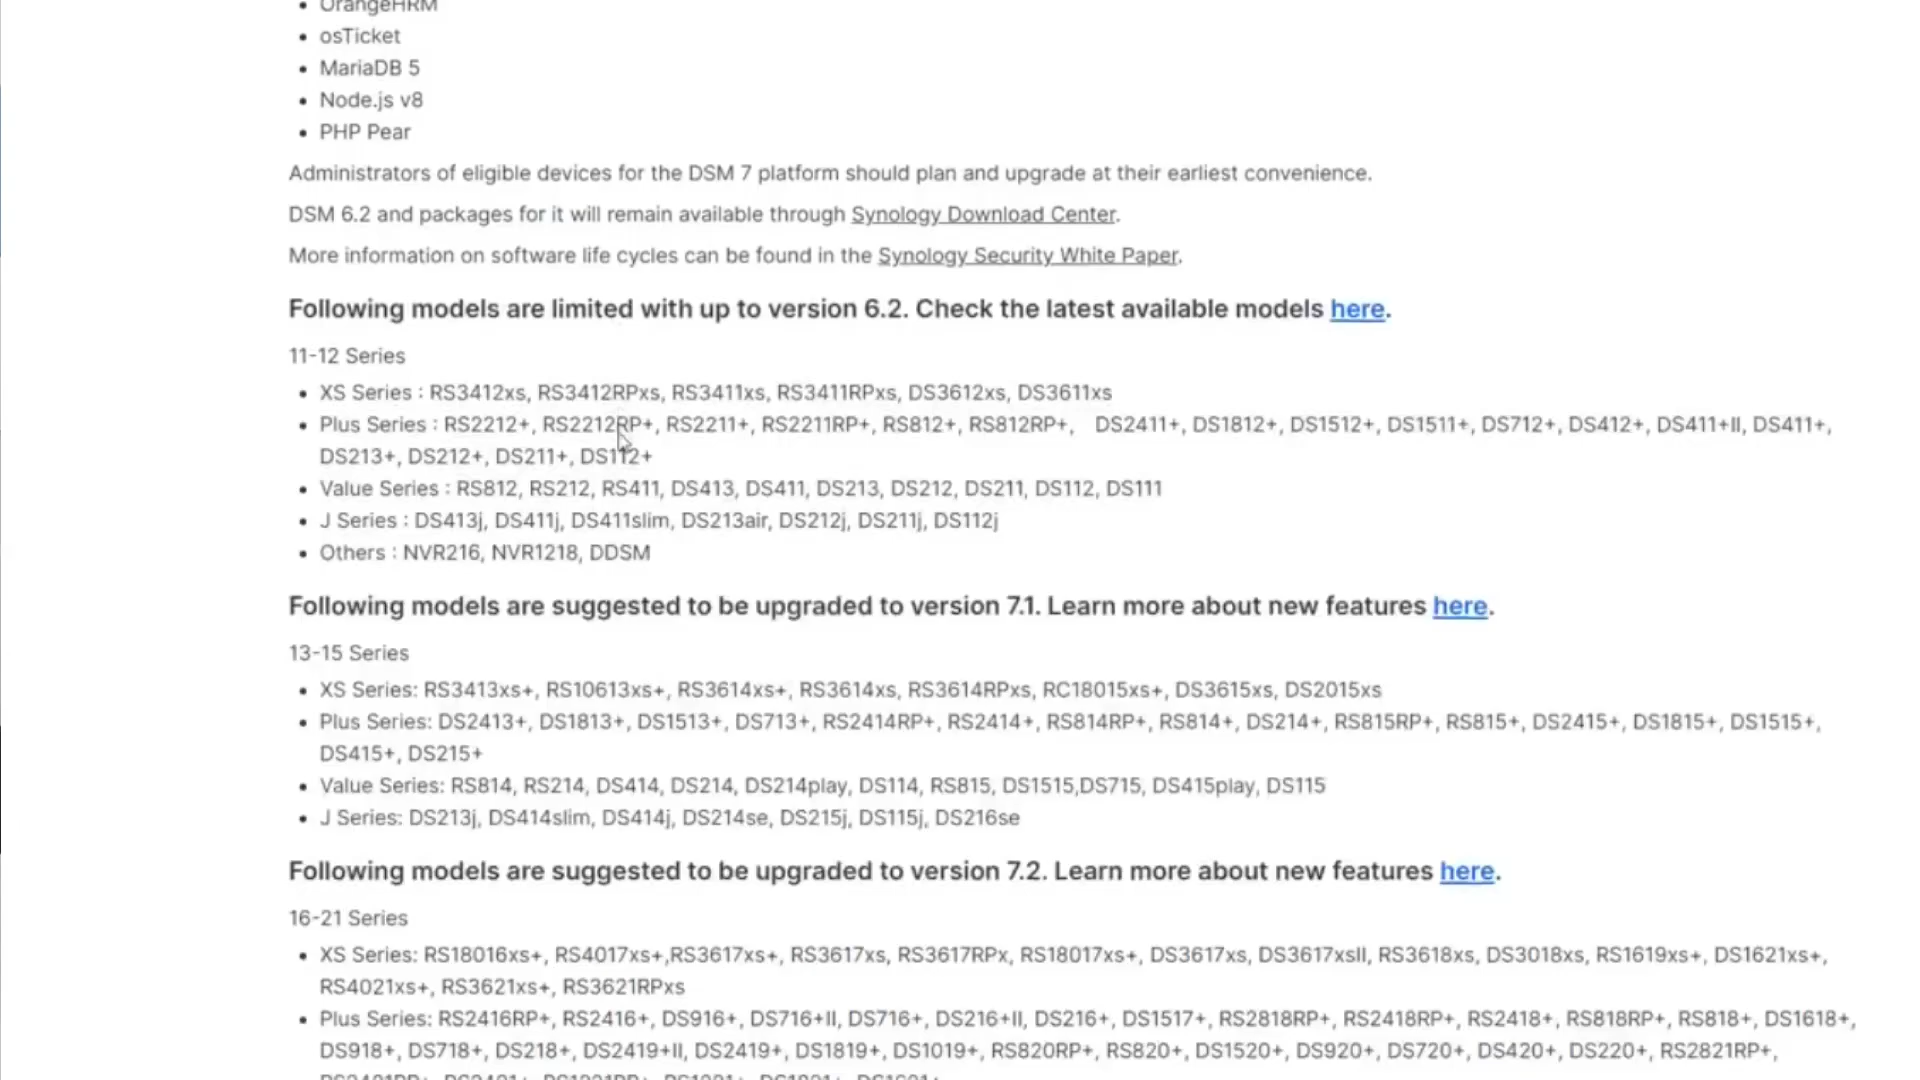 OrangeHRM
• osTicket
• MariaDB 5
• Node.js v8
• PHP Pear
Administrators of eligible devices for the DSM 7 platform should plan and upgrade at their earliest convenience.
DSM 6.2 and packages for it will remain available through Synology Download Center.
More information on software life cycles can be found in the Synology Security White Paper.
Following models are limited with up to version 6.2. Check the latest available models here.
11-12 Series
• XS Series : RS3412xs, RS3412RPxs, RS3411xs, RS3411RPxs, DS3612xs, DS3611xs
• Plus Series : RS2212+, RS2212RP+, RS2211+, RS2211RP+, RS812+, RS812RP+, DS2411+, DS1812+, DS1512+, DS1511+, DS712+, DS412+, DS411+II, DS411+,
DS213+, DS212+, DS211+, DS112+
• Value Series : RS812, RS212, RS411, DS413, DS411, DS213, DS212, DS211, DS112, DS111
• J Series : DS413j, DS411j, DS411slim, DS213air, DS212j, DS211j, DS112j
• Others : NVR216, NVR1218, DDSM
Following models are suggested to be upgraded to version 7.1. Learn more about new features here.
13-15 Series
• XS Series: RS3413xs+, RS10613xs+, RS3614xs+, RS3614xs, RS3614RPxs, RC18015xs+, DS3615xs, DS2015xs
• Plus Series: DS2413+, DS1813+, DS1513+, DS713+, RS2414RP+, RS2414+, RS814RP+, RS814+, DS214+, RS815RP+, RS815+, DS2415+, DS1815+, DS1515+,
DS415+, DS215+
• Value Series: RS814, RS214, DS414, DS214, DS214play, DS114, RS815, DS1515,DS715, DS415play, DS115
• J Series: DS213j, DS414slim, DS414j, DS214se, DS215j, DS115j, DS216se
Following models are suggested to be upgraded to version 7.2. Learn more about new features here.
16-21 Series
• XS Series: RS18016xs+, RS4017xs+,RS3617xs+, RS3617xs, RS3617RPx, RS18017xs+, DS3617xs, DS3617xsII, RS3618xs, DS3018xs, RS1619xs+, DS1621xs+,
RS4021xs+, RS3621xs+, RS3621RPxs
• Plus Series: RS2416RP+, RS2416+, DS916+, DS716+II, DS716+, DS216+II, DS216+, DS1517+, RS2818RP+, RS2418RP+, RS2418+, RS818RP+, RS818+, DS1618+,
DS918+, DS718+, DS218+, DS2419+II, DS2419+, DS1819+, DS1019+, RS820RP+, RS820+, DS1520+, DS920+, DS720+, DS420+, DS220+, RS2821RP+,